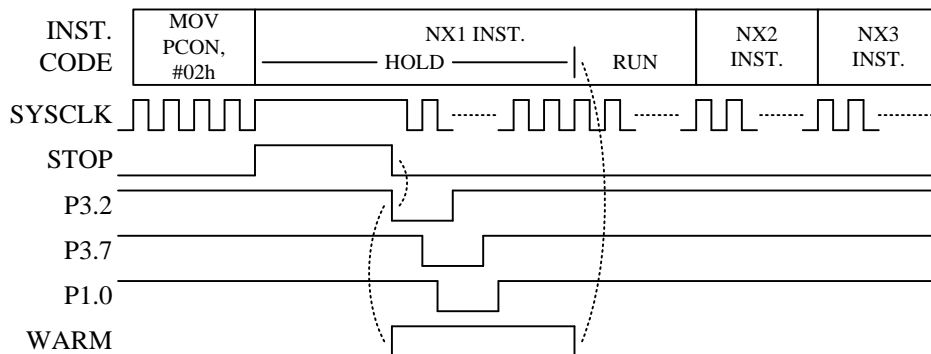 INST.
CODE
MOV
PCON,
#02h
NX1 INST.
HOLD
RUN
NX2
INST.
NX3
INST.
SYSCLK
STOP
P3.2
P3.7
P1.0
WARM